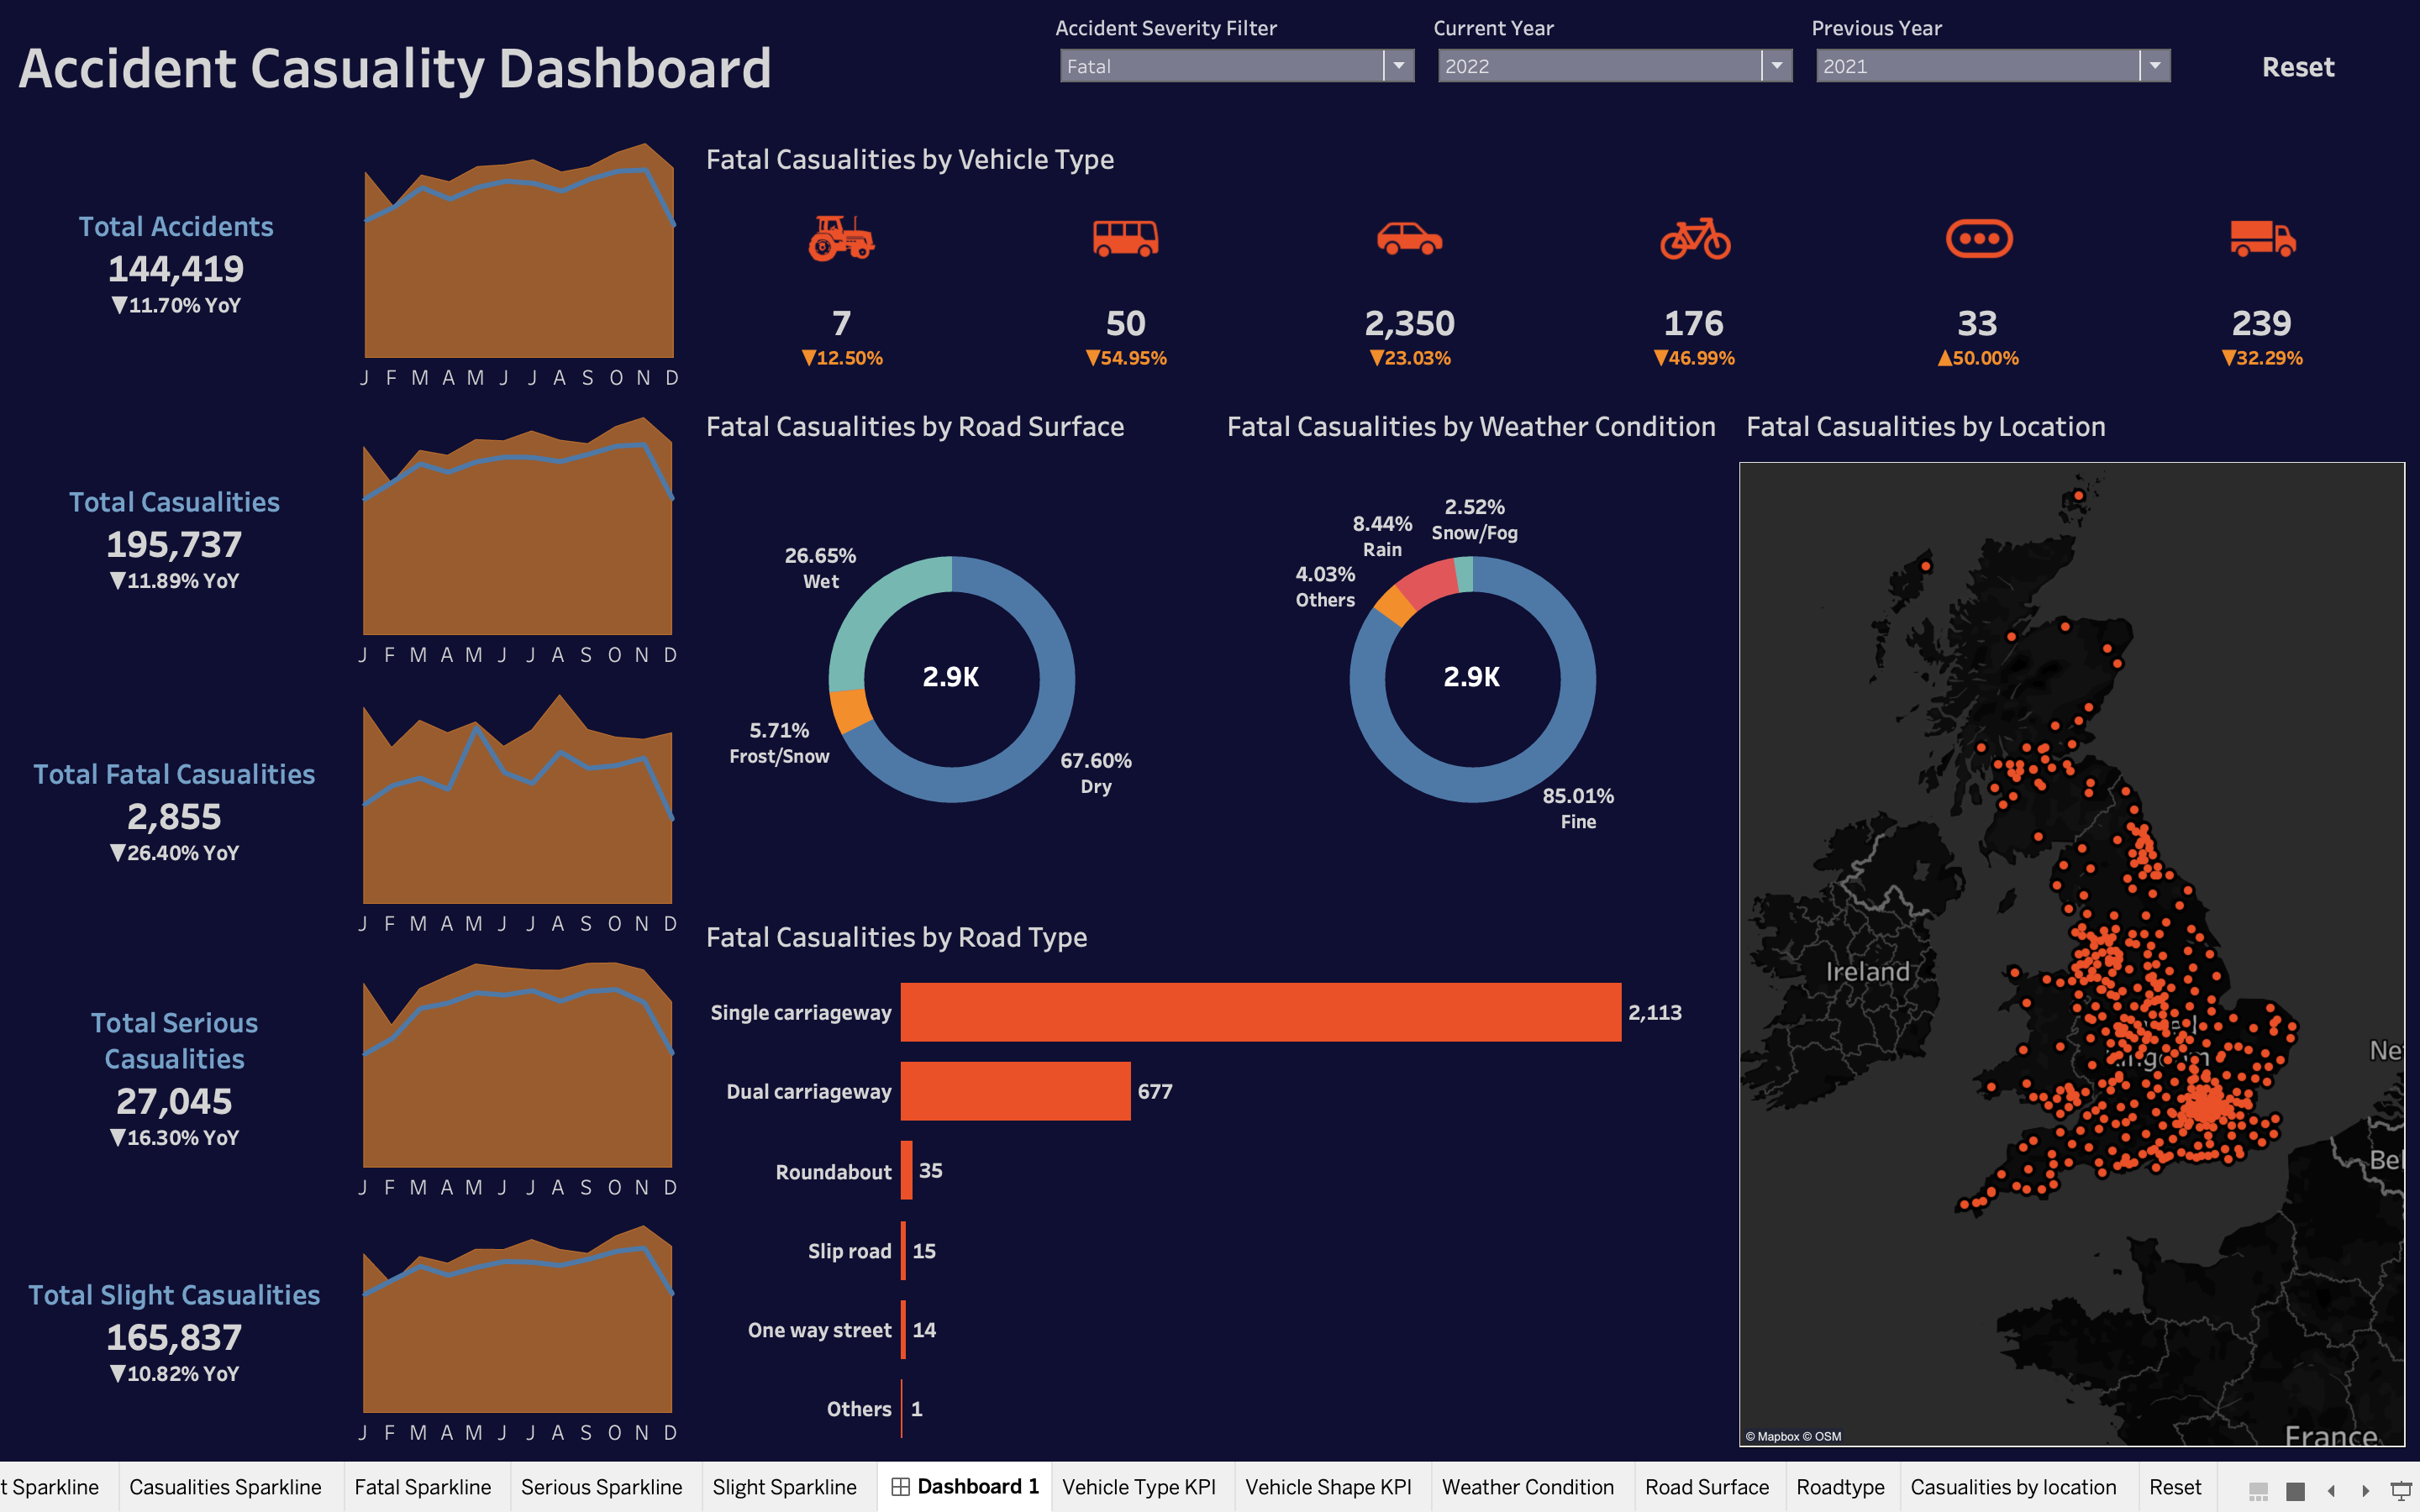 Accident Casuality Dashboard
Accident Severity Filter
Fatal
Current Year
2022
Previous Year
2021
Reset
Total Accidents
144,419
▼11.70% YoY
J F M A M J J A S O N D
Total Casualities
195,737
▼11.89% YoY
J F M A M J J A S O N D
Total Fatal Casualities
2,855
▼26.40% YoY
J F M A M J J A S O N D
Total Serious
Casualities
27,045
▼16.30% YoY
J F M A M J J A S O N D
Total Slight Casualities
165,837
▼10.82% YoY
J F M A M J J A S O N D
Fatal Casualities by Vehicle Type
7
▼12.50%
50
▼54.95%
2,350
▼23.03%
176
▼46.99%
33
▲50.00%
239
▼32.29%
Fatal Casualities by Road Surface
26.65%
Wet
5.71%
Frost/Snow
67.60%
Dry
2.9K
Fatal Casualities by Weather Condition
2.52%
Snow/Fog
8.44%
Rain
4.03%
Others
85.01%
Fine
2.9K
Fatal Casualities by Road Type
Single carriageway 2,113
Dual carriageway 677
Roundabout 35
Slip road 15
One way street 14
Others 1
Fatal Casualities by Location
Ireland
Ne
Bel
France
© Mapbox © OSM
t Sparkline Casualities Sparkline Fatal Sparkline Serious Sparkline Slight Sparkline Dashboard 1 Vehicle Type KPI Vehicle Shape KPI Weather Condition Road Surface Roadtype Casualities by location Reset